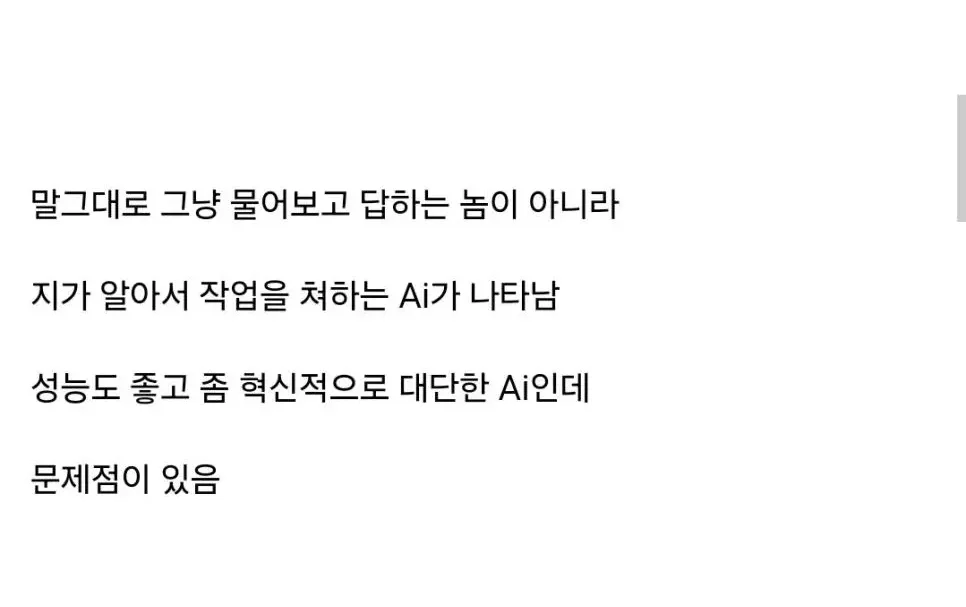 말그대로 그냥 물어보고 답하는 놈이 아니라
지가 알아서 작업을 쳐하는 Ai가 나타남
성능도 좋고 좀 혁신적으로 대단한 Ai인데
문제점이 있음